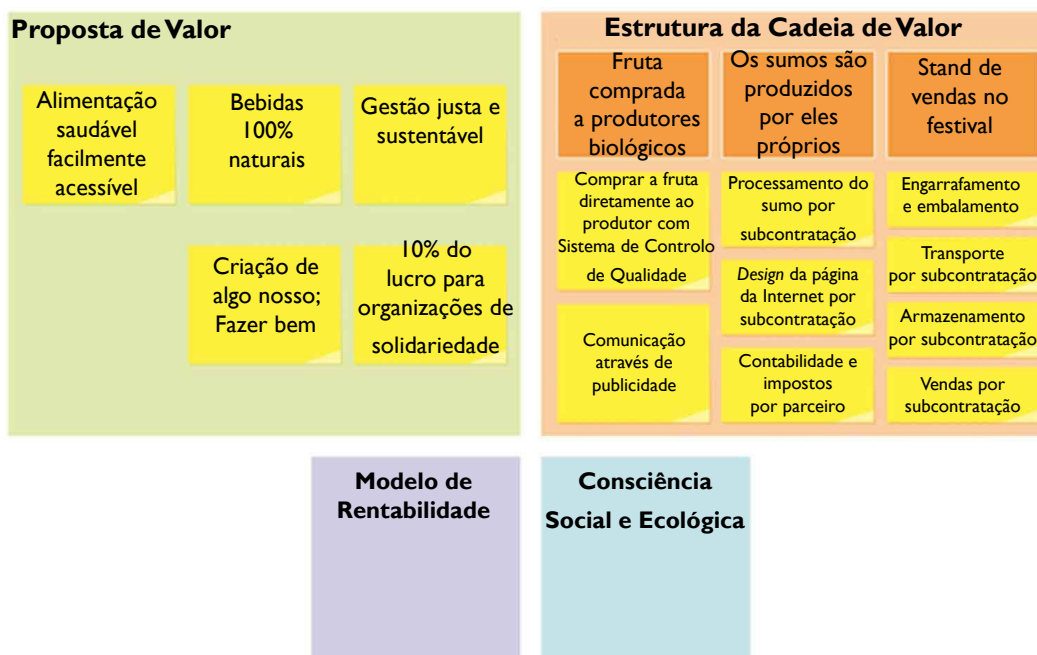 Proposta de Valor
Alimentação
saudável
facilmente
acessível
Bebidas
100%
naturais
Gestão justa e
sustentável
Criação de
algo nosso;
Fazer bem
10% do
lucro para
organizações de
solidariedade
Estrutura da Cadeia de Valor
Fruta
comprada
a produtores
biológicos
Os sumos são
produzidos
por eles
próprios
Stand de
vendas no
festival
Comprar a fruta
diretamente ao
produtor com
Sistema de Controlo
de Qualidade
Comunicação
através de
publicidade
Processamento do
sumo por
subcontratação
Design da página
da Internet por
subcontratação
Contabilidade e
impostos
por parceiro
Engarrafamento
e embalamento
Transporte
por subcontratação
Armazenamento
por subcontratação
Vendas por
subcontratação
Modelo de
Rentabilidade
Consciência
Social e Ecológica